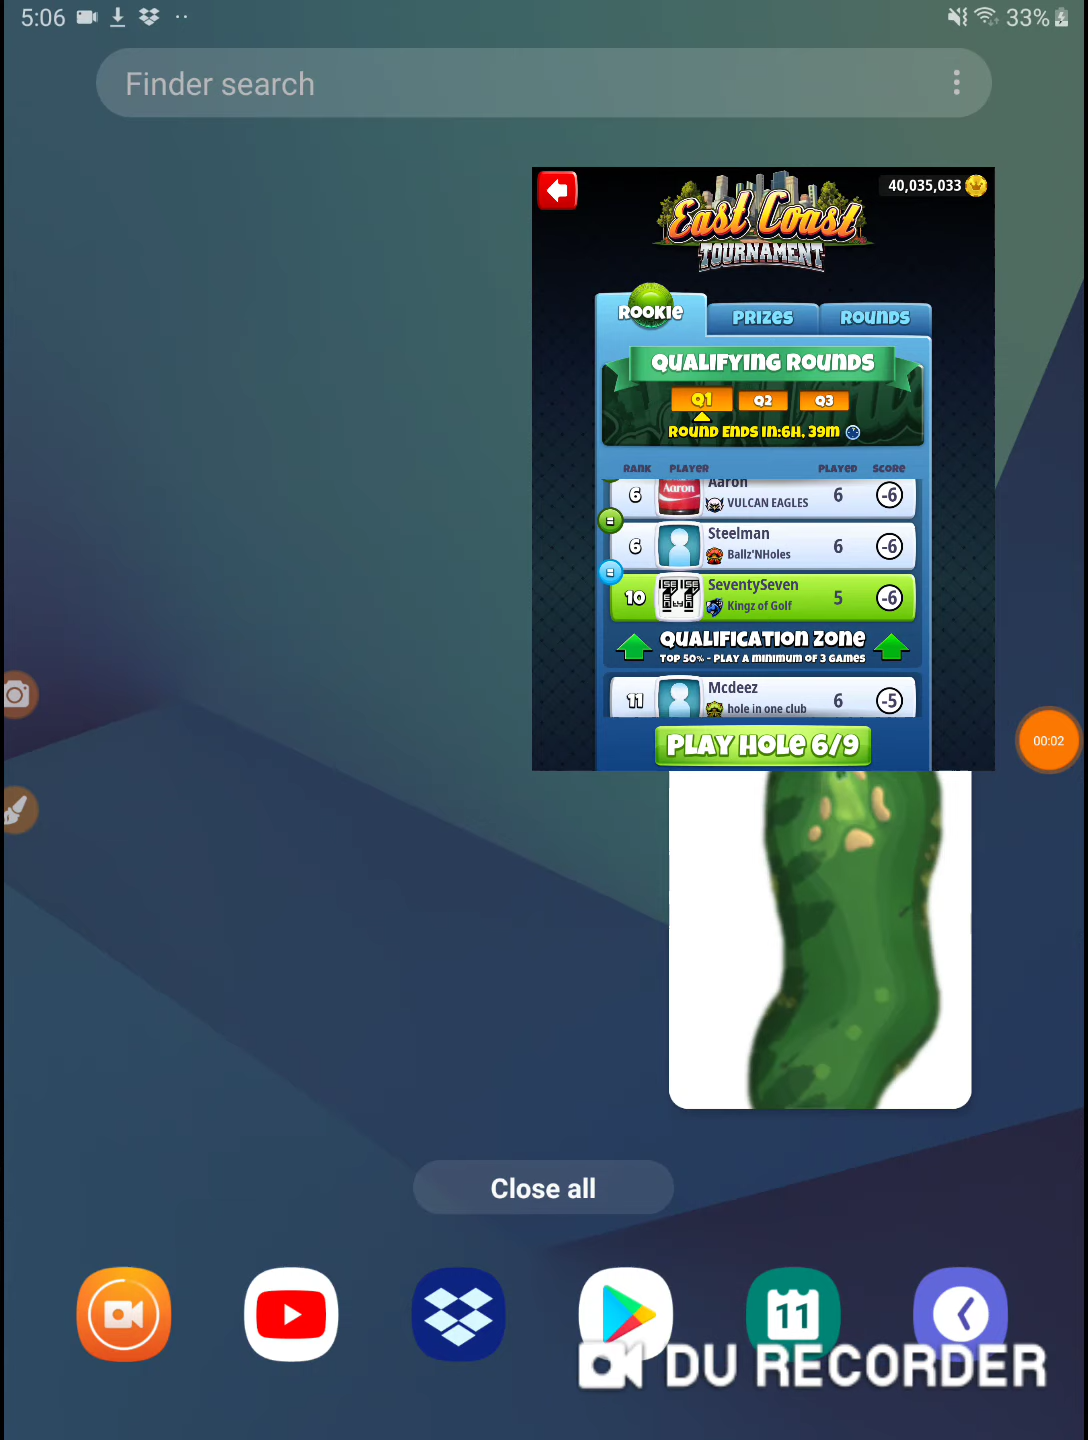 5:06
33%
Finder search
40,035,033
East Coast
TOURNAMENT
ROOKIE
PRIZES
ROUNDS
QUALIFYING ROUNDS
Q1 Q2 Q3
ROUND ENDS IN:6H, 39M
RANK PLAYER PLAYED SCORE
6 Aaron Aaron 6 -6
VULCAN EAGLES
6 Steelman 6 -6
Ballz'NHoles
10 SeventySeven 5 -6
Kingz of Golf
QUALIFICATION ZONE
TOP 50% - PLAY A MINIMUM OF 3 GAMES
11 Mcdeez 6 -5
hole in one club
PLAY HOLE 6/9
00:02
Close all
11
DU RECORDER